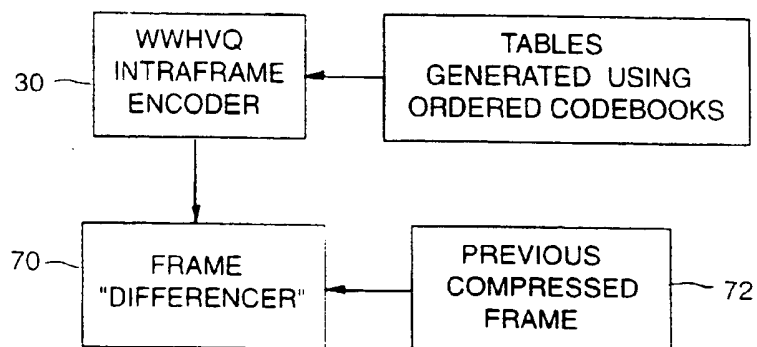 WWHVQ
INTRAFRAME
ENCODER
30
TABLES
GENERATED USING
ORDERED CODEBOOKS
70
FRAME
"DIFFERENCER"
PREVIOUS
COMPRESSED
FRAME
72